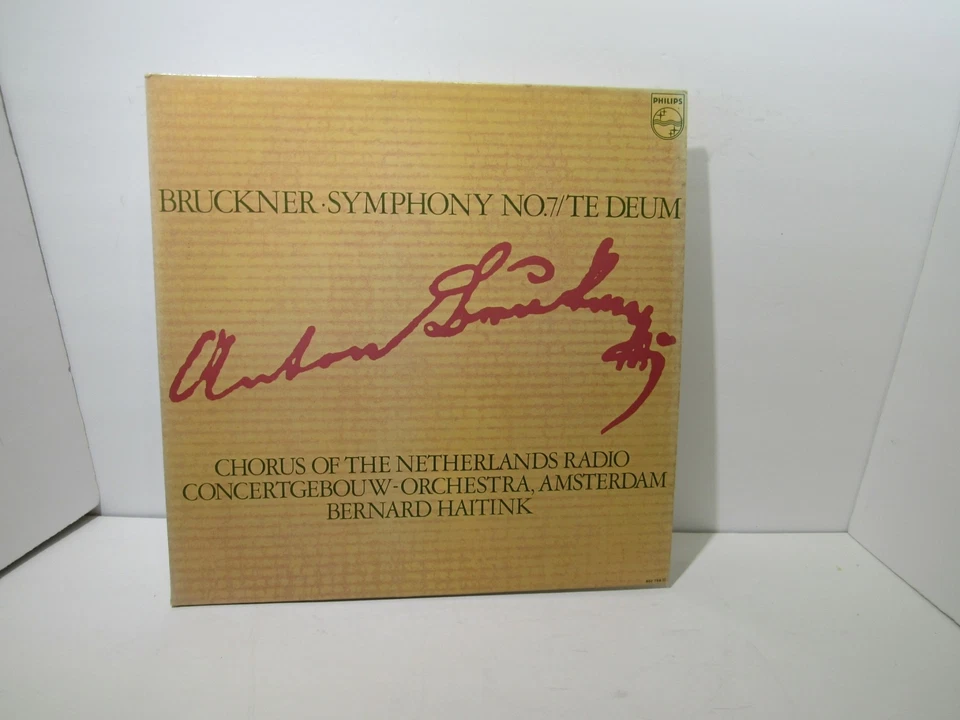 PHILIPS
BRUCKNER · SYMPHONY NO.7/TE DEUM
Anton Bruckner
CHORUS OF THE NETHERLANDS RADIO
CONCERTGEBOUW-ORCHESTRA, AMSTERDAM
BERNARD HAITINK